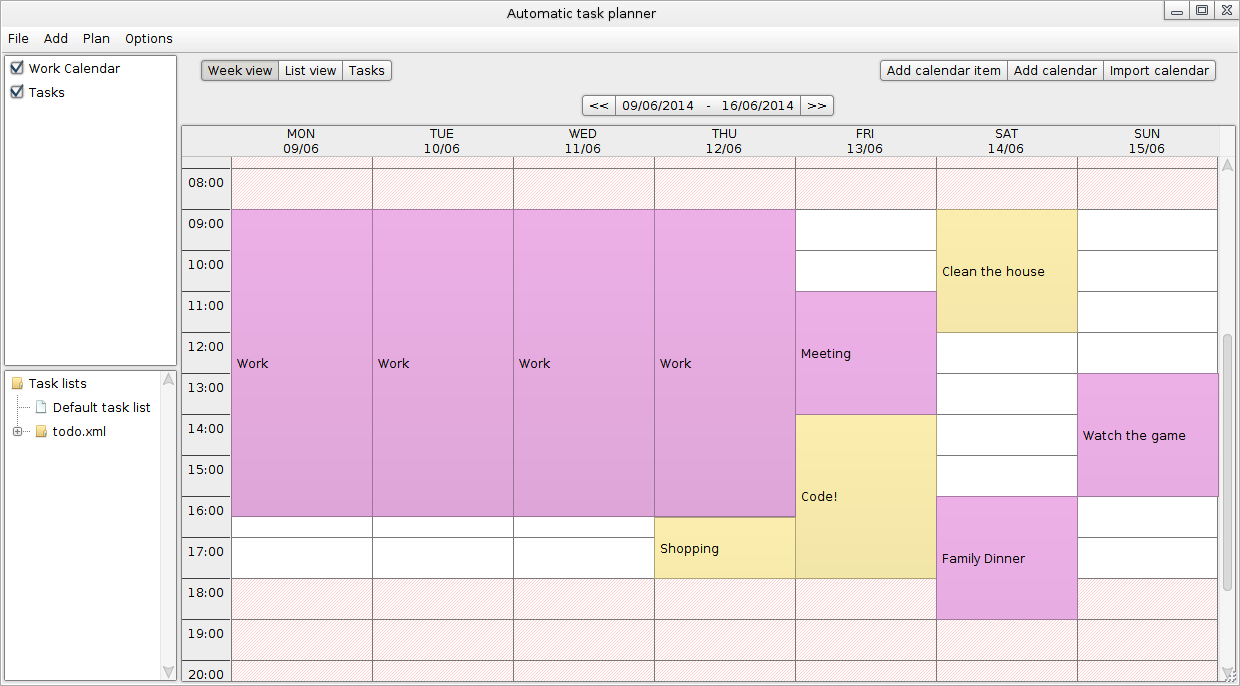 Automatic task planner
File Add Plan Options
Work Calendar
Tasks
Week view List view Tasks
Add calendar item Add calendar Import calendar
<< 09/06/2014 - 16/06/2014 >>
MON TUE WED THU FRI SAT SUN
09/06 10/06 11/06 12/06 13/06 14/06 15/06
08:00
09:00
10:00
Clean the house
11:00
12:00
Meeting
Work Work Work Work
13:00
14:00
Watch the game
15:00
Code!
16:00
Shopping
17:00
Family Dinner
18:00
19:00
20:00
Task lists
Default task list
todo.xml